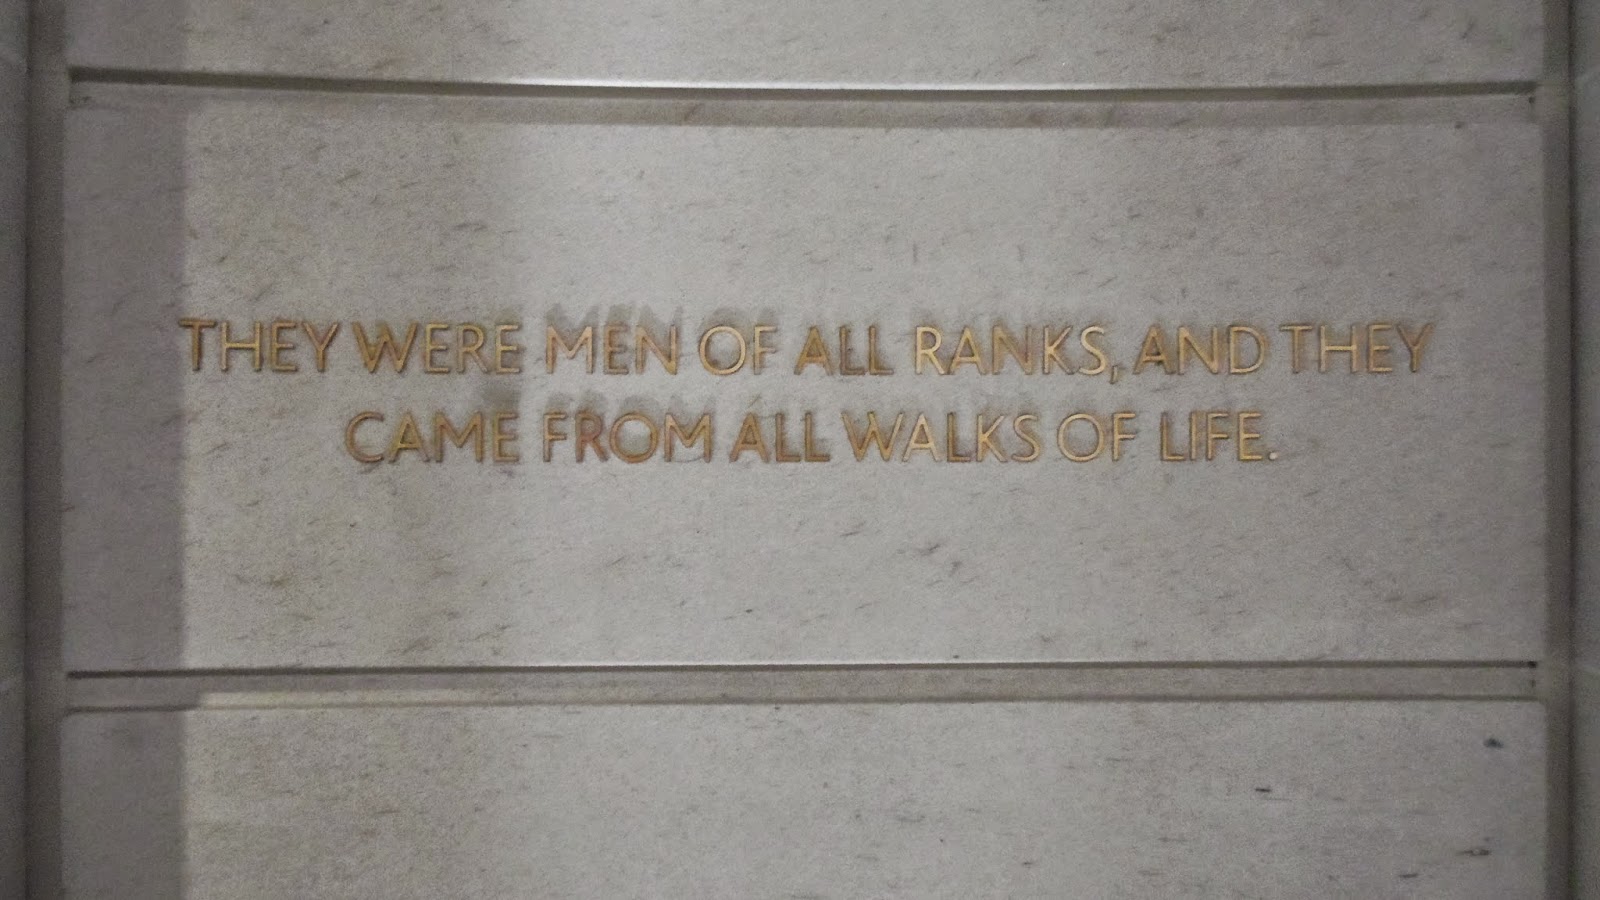 THEY WERE MEN OF ALL RANKS, AND THEY
CAME FROM ALL WALKS OF LIFE.